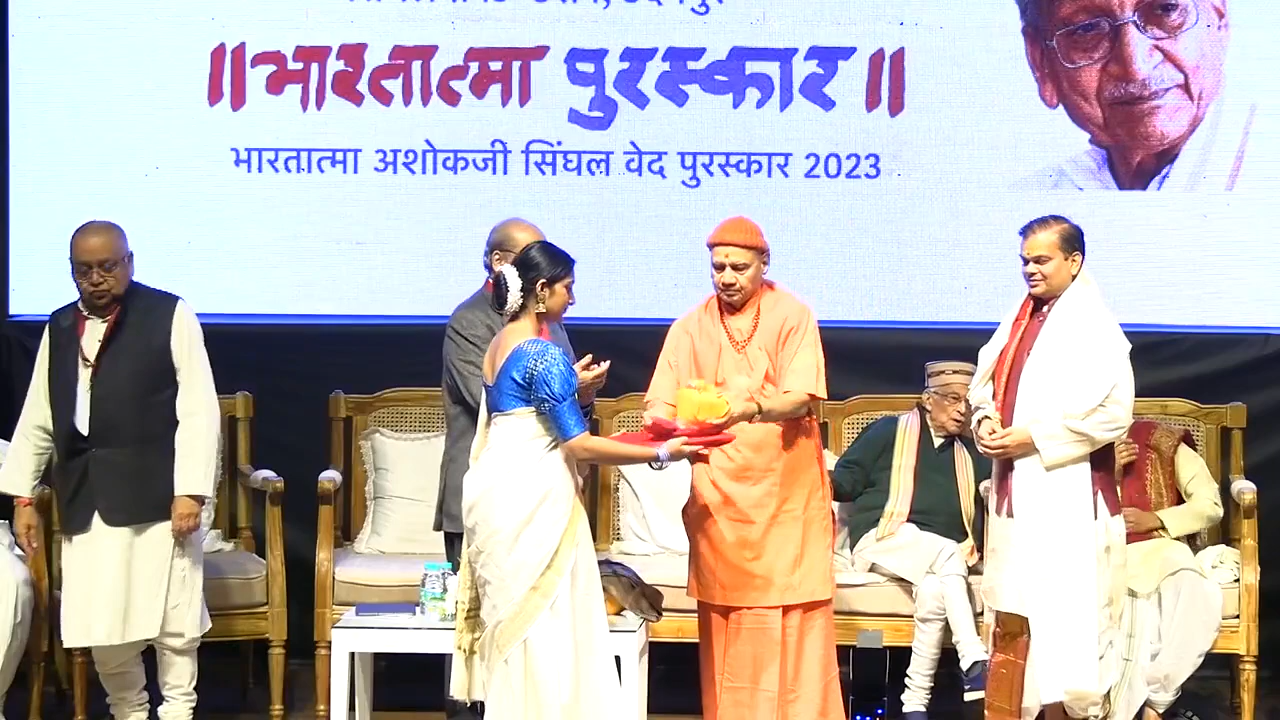 ॥भारतात्मा पुरस्कार॥
भारतात्मा अशोकजी सिंघल वेद पुरस्कार 2023